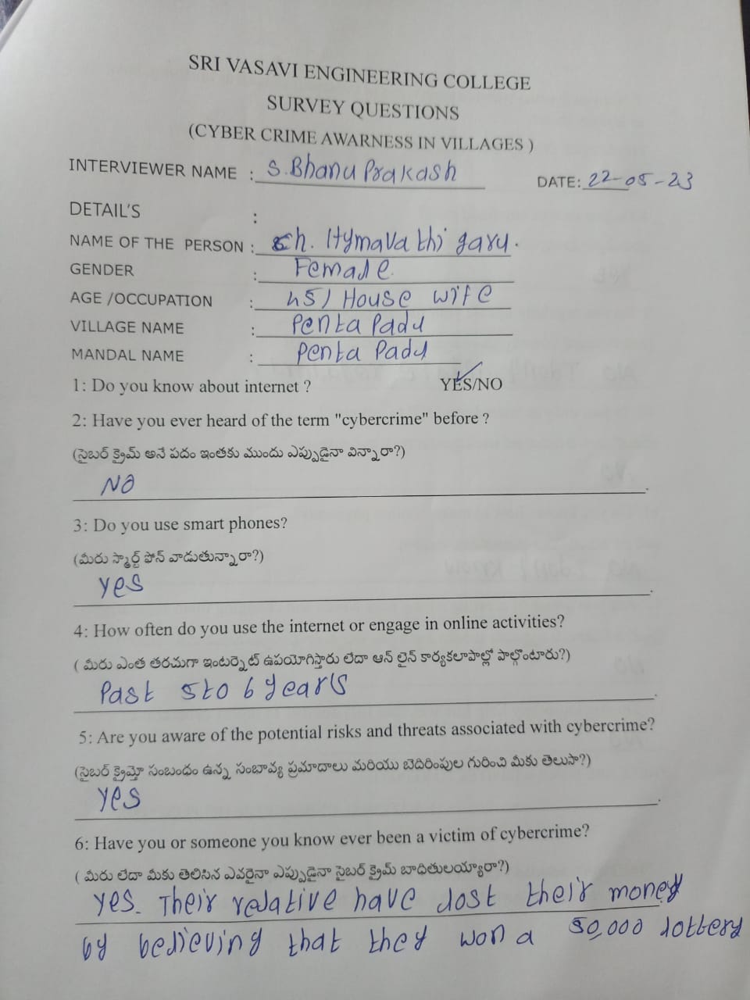 SRI VASAVI ENGINEERING COLLEGE
SURVEY QUESTIONS
(CYBER CRIME AWARNESS IN VILLAGES )
INTERVIEWER NAME : S.Bhanu Prakash DATE: 22-05-23
DETAIL'S :
NAME OF THE PERSON : ch. Hymavathi garu.
GENDER : Female.
AGE /OCCUPATION : 45/ House wife
VILLAGE NAME : Penta Padu
MANDAL NAME : Penta Padu
1: Do you know about internet ? YES/NO
2: Have you ever heard of the term "cybercrime" before ?
(సైబర్ క్రైమ్ అనే పదం ఇంతకు ముందు ఎప్పుడైనా విన్నారా?)
No
3: Do you use smart phones?
(మీరు స్మార్ట్ ఫోన్ వాడుతున్నారా?)
yes
4: How often do you use the internet or engage in online activities?
( మీరు ఎంత తరచుగా ఇంటర్నెట్ ఉపయోగిస్తారు లేదా ఆన్ లైన్ కార్యకలాపాల్లో పాల్గొంటారు?)
Past 5 to 6 years
5: Are you aware of the potential risks and threats associated with cybercrime?
(సైబర్ క్రైమ్తో సంబంధం ఉన్న సంబావ్య ప్రమాదాలు మరియు బెదిరింపుల గురించి మీకు తెలుసా?)
yes
6: Have you or someone you know ever been a victim of cybercrime?
( మీరు లేదా మీకు తెలిసిన ఎవరైనా ఎప్పుడైనా సైబర్ క్రైమ్ బాధితులయ్యారా?)
yes. Their relative have lost their money
by believing that they won a 50,000 lottery